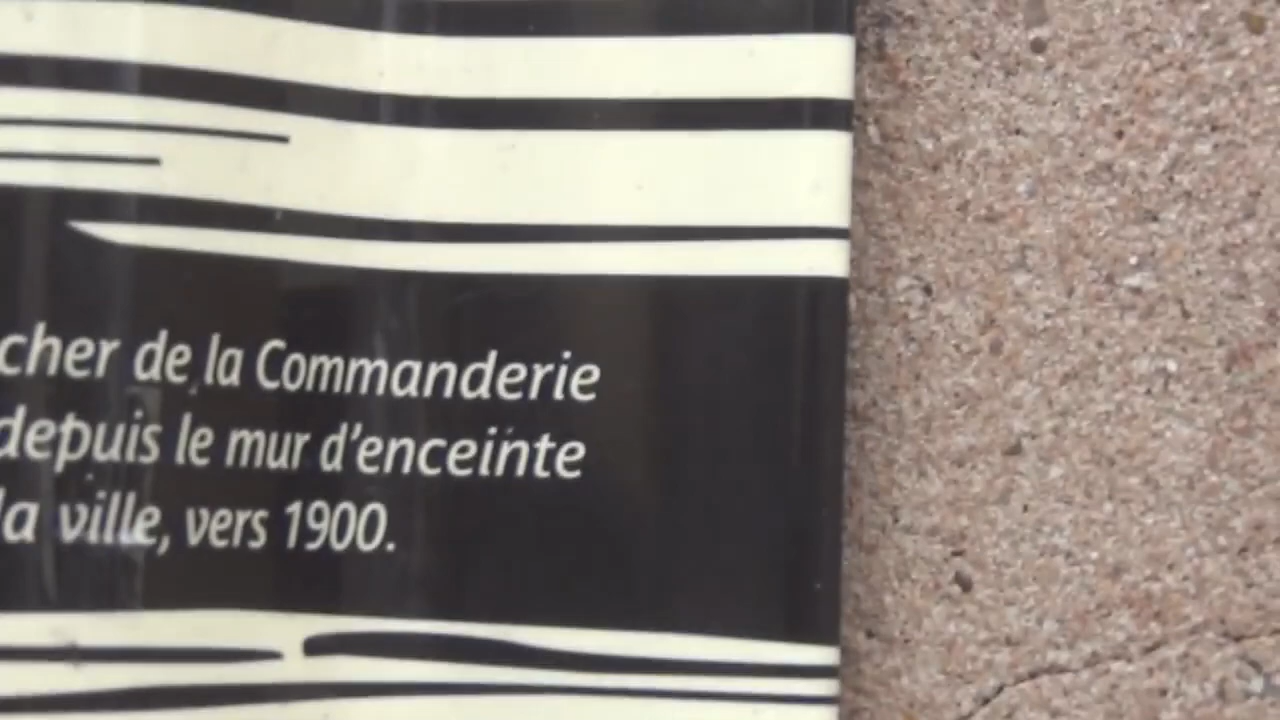 cher de la Commanderie
depuis le mur d'enceinte
la ville, vers 1900.